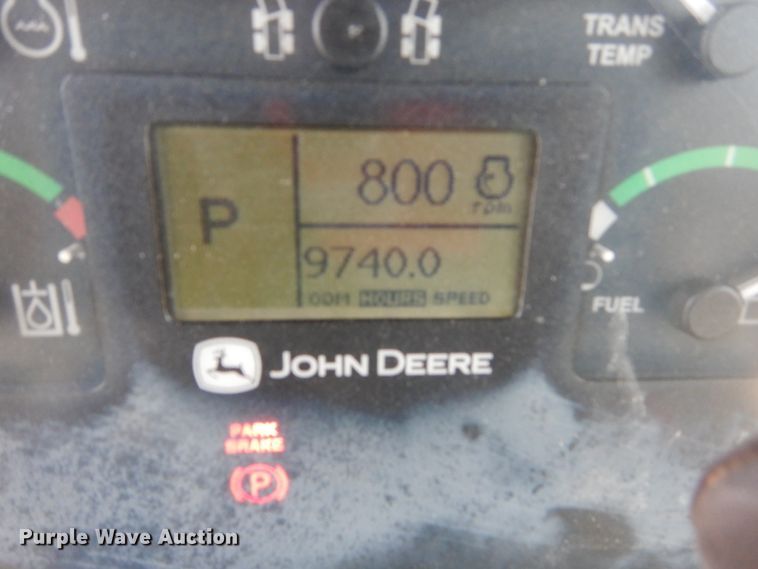 TRANS
TEMP
800
rpm
P
9740.0
ODM HOURS SPEED
FUEL
JOHN DEERE
PARK
BRAKE
P
Purple Wave Auction